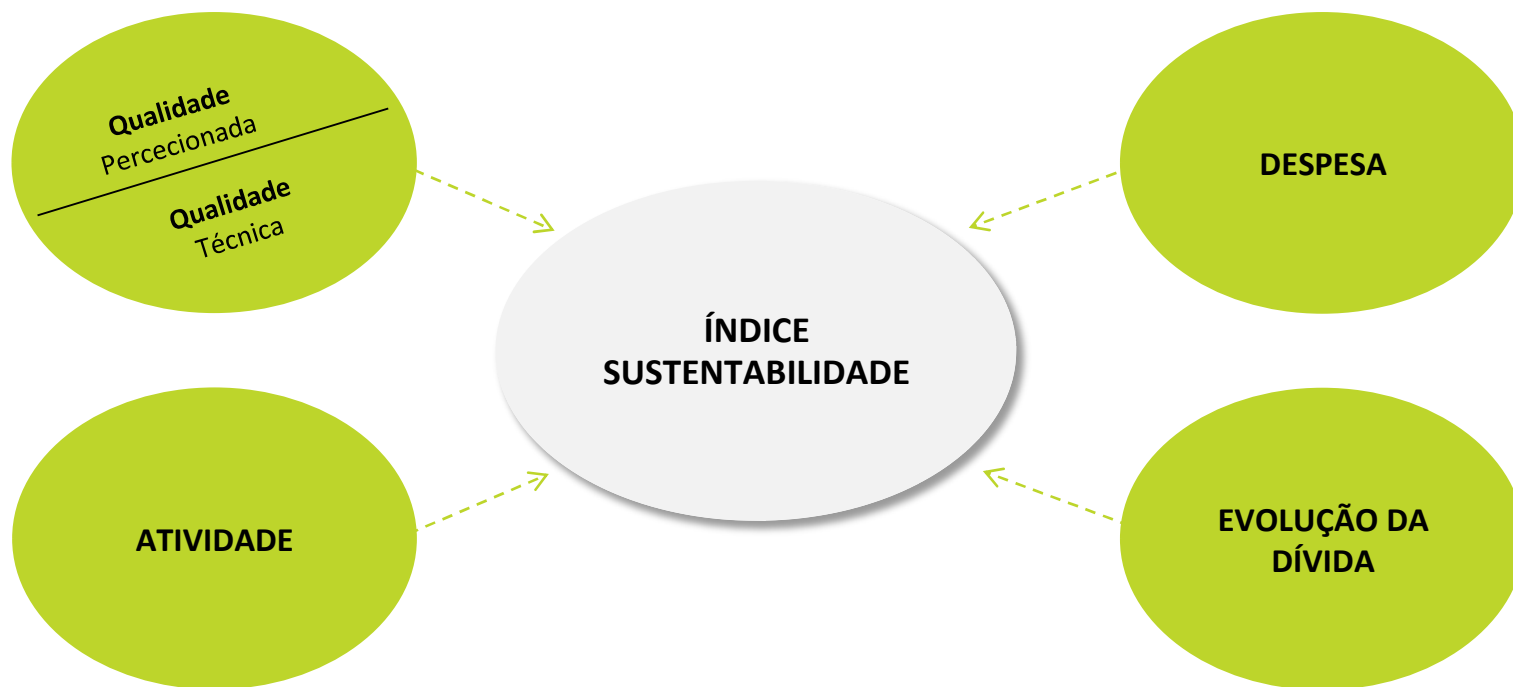 Qualidade
Percecionada
Qualidade
Técnica
DESPESA
ÍNDICE
SUSTENTABILIDADE
ATIVIDADE
EVOLUÇÃO DA
DÍVIDA